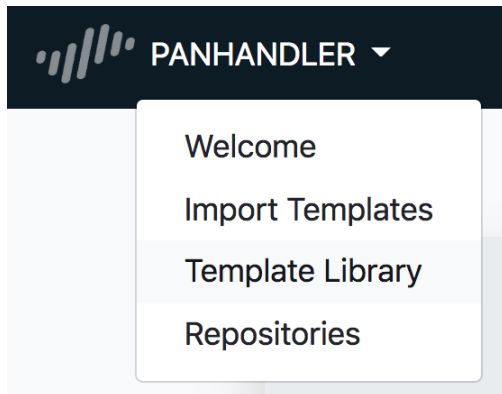 PANHANDLER
Welcome
Import Templates
Template Library
Repositories